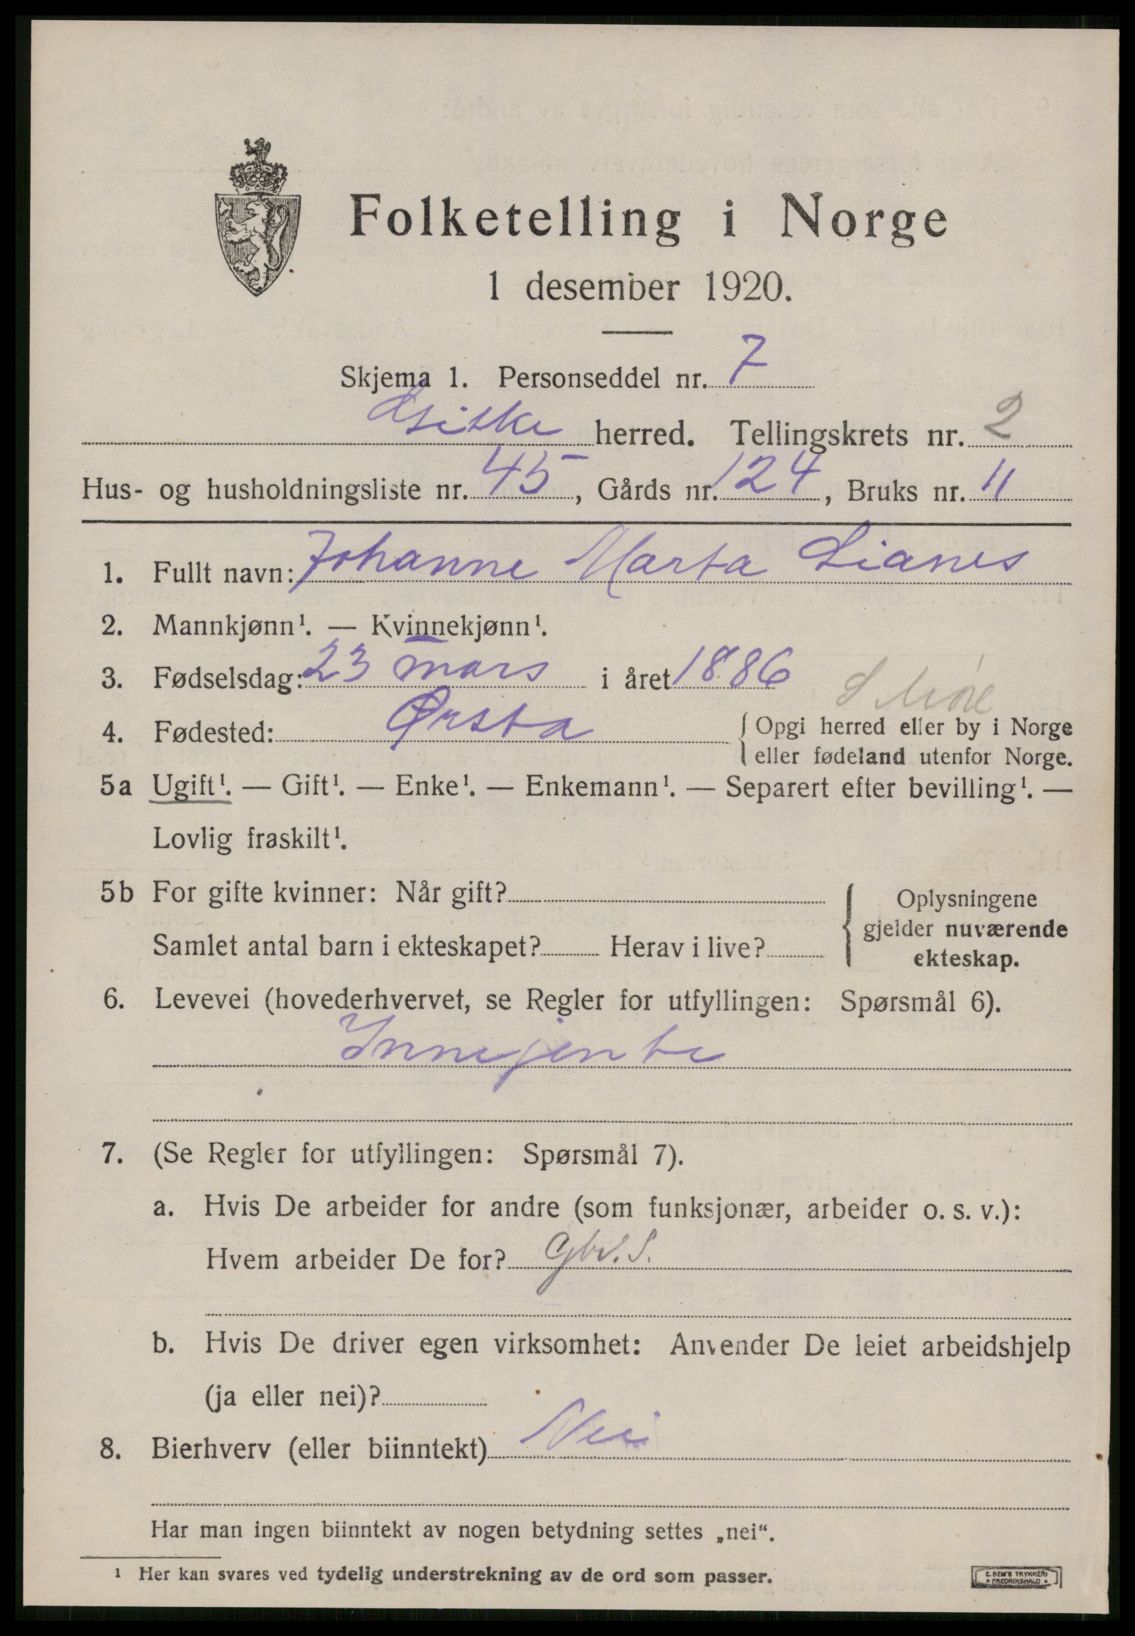 Folketelling i Norge
1 desember 1920.
Skjema 1. Personseddel nr. 7
Giske herred. Tellingskrets nr. 2
Hus- og husholdningsliste nr. 45, Gårds nr. 124, Bruks nr. 11
1. Fullt navn: Johanne Marta Lianes
2. Mannkjønn¹. — Kvinnekjønn¹.
3. Fødselsdag: 23 mars i året 1886
S Møre
4. Fødested: Ørsta { Opgi herred eller by i Norge
eller fødeland utenfor Norge.
5a Ugift¹. — Gift¹. — Enke¹. — Enkemann¹. — Separert efter bevilling¹. —
Lovlig fraskilt¹.
5b For gifte kvinner: Når gift?
Samlet antal barn i ekteskapet? Herav i live?
{ Oplysningene
gjelder nuværende
ekteskap.
6. Levevei (hovederhvervet, se Regler for utfyllingen: Spørsmål 6).
Innejente
7. (Se Regler for utfyllingen: Spørsmål 7).
a. Hvis De arbeider for andre (som funksjonær, arbeider o. s. v.):
Hvem arbeider De for? Gbr. S.
b. Hvis De driver egen virksomhet: Anvender De leiet arbeidshjelp
(ja eller nei)?
8. Bierhverv (eller biinntekt) Nei
Har man ingen biinntekt av nogen betydning settes „nei“.
¹ Her kan svares ved tydelig understrekning av de ord som passer.
E. SEM'S TRYKKERI
• FREDRIKSHALD •